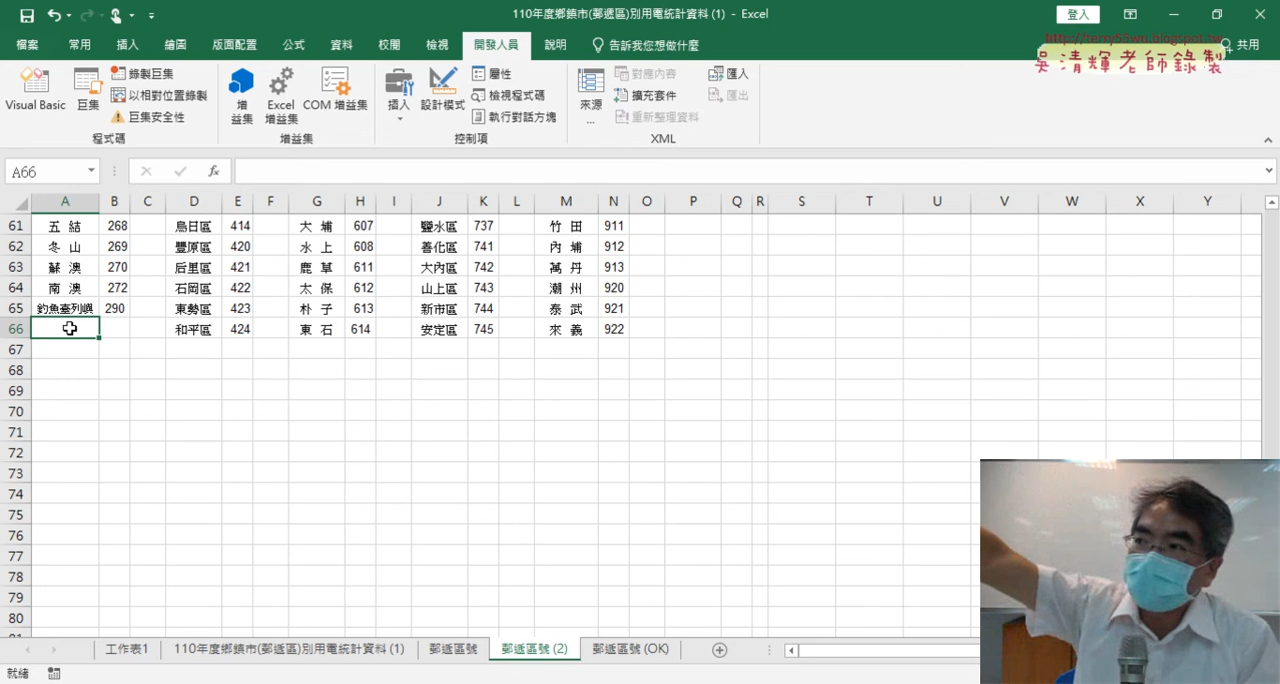 110年度鄉鎮市(郵遞區)別用電統計資料 (1) - Excel
登入
檔案 常用 插入 繪圖 版面配置 公式 資料 校閱 檢視 開發人員 說明 告訴我您想做什麼 共用
http://terry55wu.blogspot.tw
吳清輝老師錄製
Visual Basic 巨集 錄製巨集 以相對位置錄製 巨集安全性
程式碼
增益集 Excel 增益集 COM 增益集
增益集
插入 設計模式 屬性 檢視程式碼 執行對話方塊
控制項
來源... 對應內容 擴充套件 重新整理資料 匯入 匯出
XML
A66 fx
A B C D E F G H I J K L M N O P Q R S T U V W X Y
61 五 結 268 烏日區 414 大 埔 607 鹽水區 737 竹 田 911
62 冬 山 269 豐原區 420 水 上 608 善化區 741 內 埔 912
63 蘇 澳 270 后里區 421 鹿 草 611 大內區 742 萬 丹 913
64 南 澳 272 石岡區 422 太 保 612 山上區 743 潮 州 920
65 釣魚臺列嶼 290 東勢區 423 朴 子 613 新市區 744 泰 武 921
66 和平區 424 東 石 614 安定區 745 來 義 922
67
68
69
70
71
72
73
74
75
76
77
78
79
80
工作表1 110年度鄉鎮市(郵遞區)別用電統計資料 (1) 郵遞區號 郵遞區號 (2) 郵遞區號 (OK)
就緒